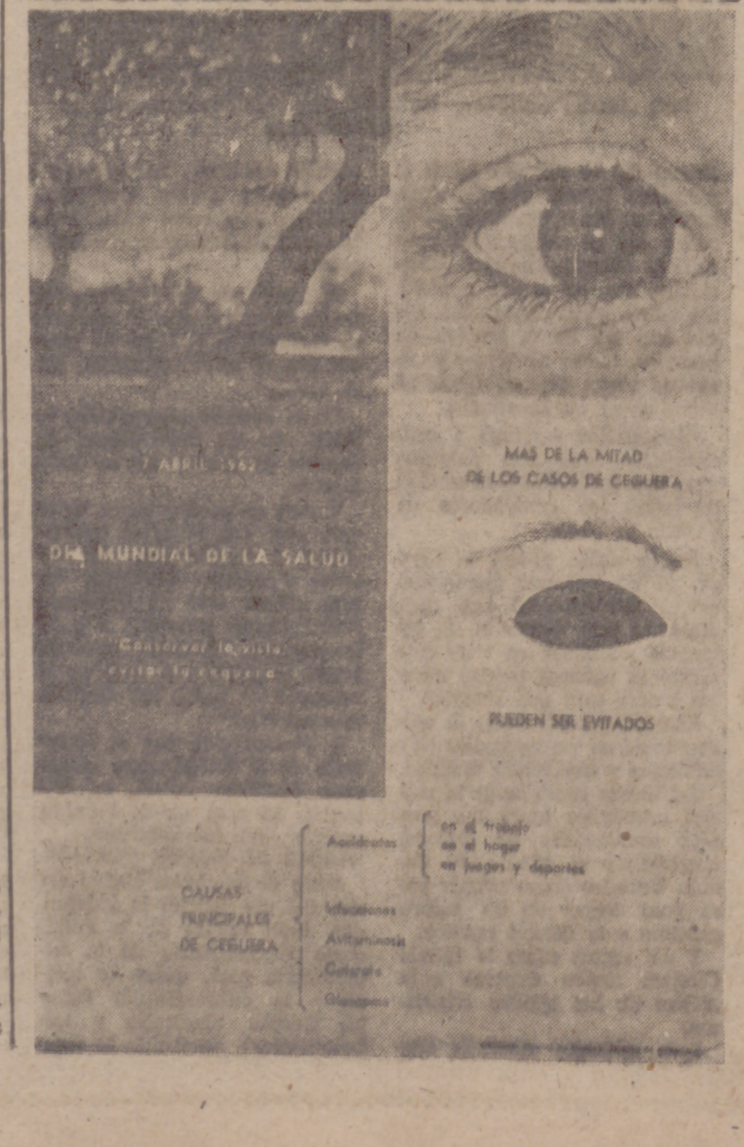 7 ABRIL 1962
DIA MUNDIAL DE LA SALUD
Conservar la vista
evitar la ceguera
MAS DE LA MITAD
DE LOS CASOS DE CEGUERA
PUEDEN SER EVITADOS
CAUSAS
PRINCIPALES
DE CEGUERA
Accidentes
en el trabajo
en el hogar
en juegos y deportes
Infecciones
Avitaminosis
Catarata
Glaucoma